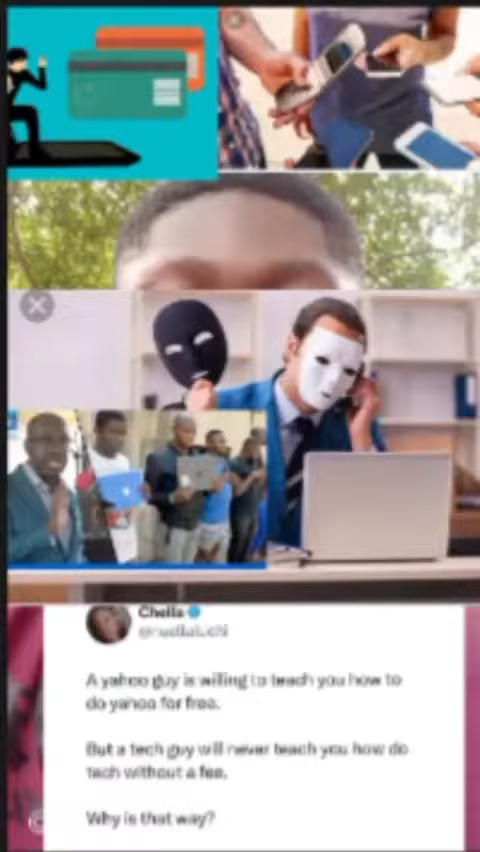 Chella
A yahoo guy is willing to teach you how to
do yahoo for free.
But a tech guy will never teach you how do
tech without a fee.
Why is that way?